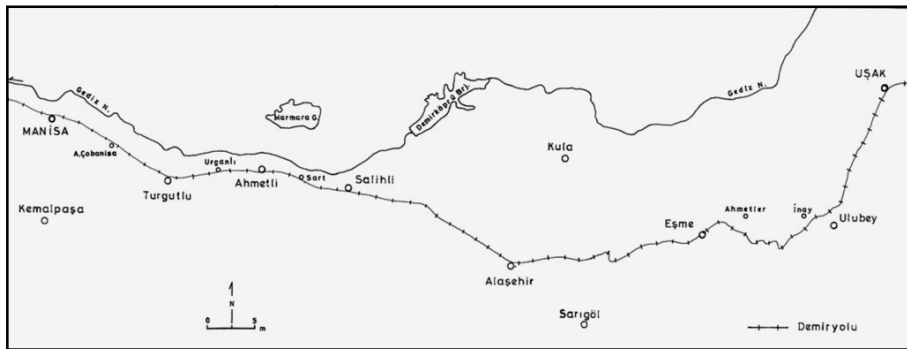 UŞAK
Gediz N.
Gediz N.
Demirköprü Brj.
Marmara G.
MANİSA
A.Çobanisa
Kula
Urganlı
Turgutlu
Ahmetli
Sart
Salihli
Kemalpaşa
Ahmetler
İnay
Eşme
Ulubey
Alaşehir
N
0 5
m
Sarıgöl
Demiryolu